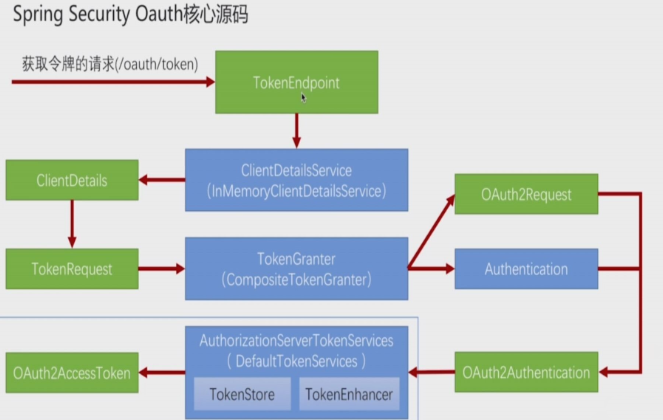 Spring Security Oauth核心源码
获取令牌的请求(/oauth/token)
TokenEndpoint
ClientDetailsService
(InMemoryClientDetailsService)
ClientDetails
OAuth2Request
TokenRequest
TokenGranter
(CompositeTokenGranter)
Authentication
AuthorizationServerTokenServices
( DefaultTokenServices )
OAuth2AccessToken
TokenStore
TokenEnhancer
OAuth2Authentication